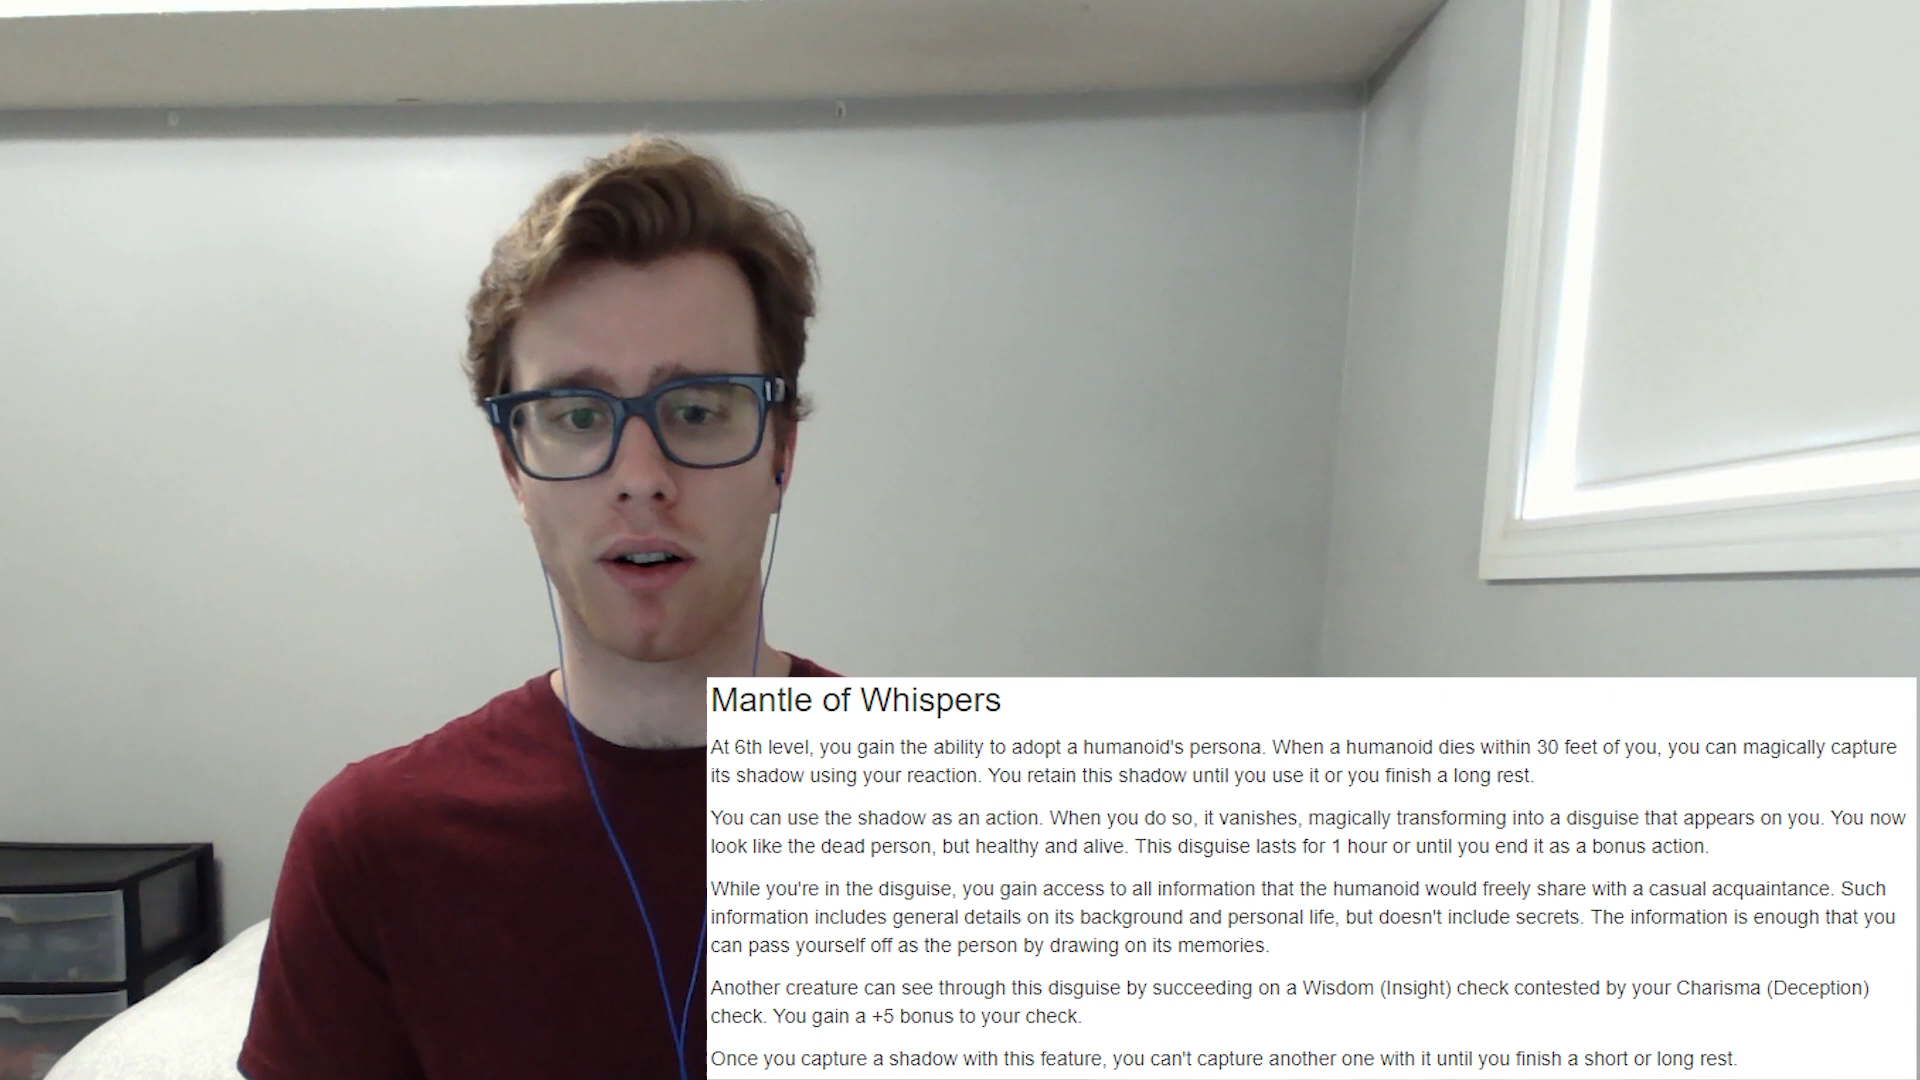 Mantle of Whispers
At 6th level, you gain the ability to adopt a humanoid's persona. When a humanoid dies within 30 feet of you, you can magically capture
its shadow using your reaction. You retain this shadow until you use it or you finish a long rest.
You can use the shadow as an action. When you do so, it vanishes, magically transforming into a disguise that appears on you. You now
look like the dead person, but healthy and alive. This disguise lasts for 1 hour or until you end it as a bonus action.
While you're in the disguise, you gain access to all information that the humanoid would freely share with a casual acquaintance. Such
information includes general details on its background and personal life, but doesn't include secrets. The information is enough that you
can pass yourself off as the person by drawing on its memories.
Another creature can see through this disguise by succeeding on a Wisdom (Insight) check contested by your Charisma (Deception)
check. You gain a +5 bonus to your check.
Once you capture a shadow with this feature, you can't capture another one with it until you finish a short or long rest.